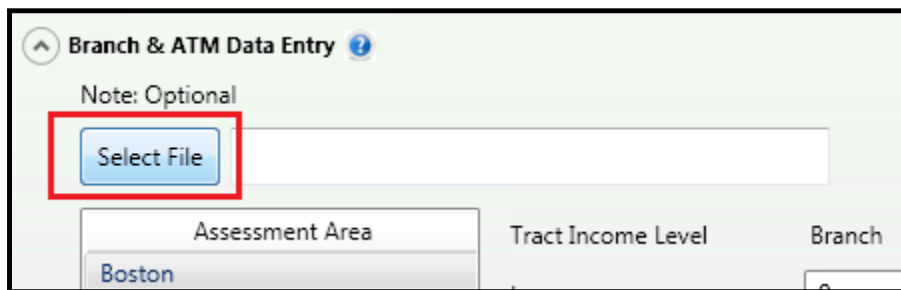 Branch & ATM Data Entry
Note: Optional
Select File
Assessment Area Tract Income Level Branch
Boston